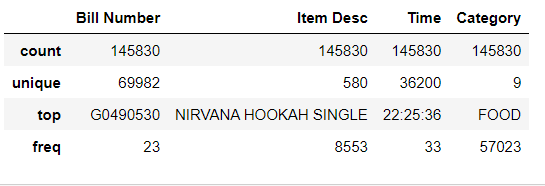 Bill Number Item Desc Time Category
count 145830 145830 145830 145830
unique 69982 580 36200 9
top G0490530 NIRVANA HOOKAH SINGLE 22:25:36 FOOD
freq 23 8553 33 57023